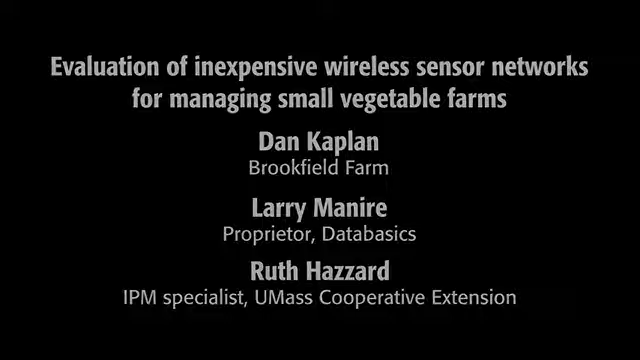 Evaluation of inexpensive wireless sensor networks
for managing small vegetable farms
Dan Kaplan
Brookfield Farm
Larry Manire
Proprietor, Databasics
Ruth Hazzard
IPM specialist, UMass Cooperative Extension